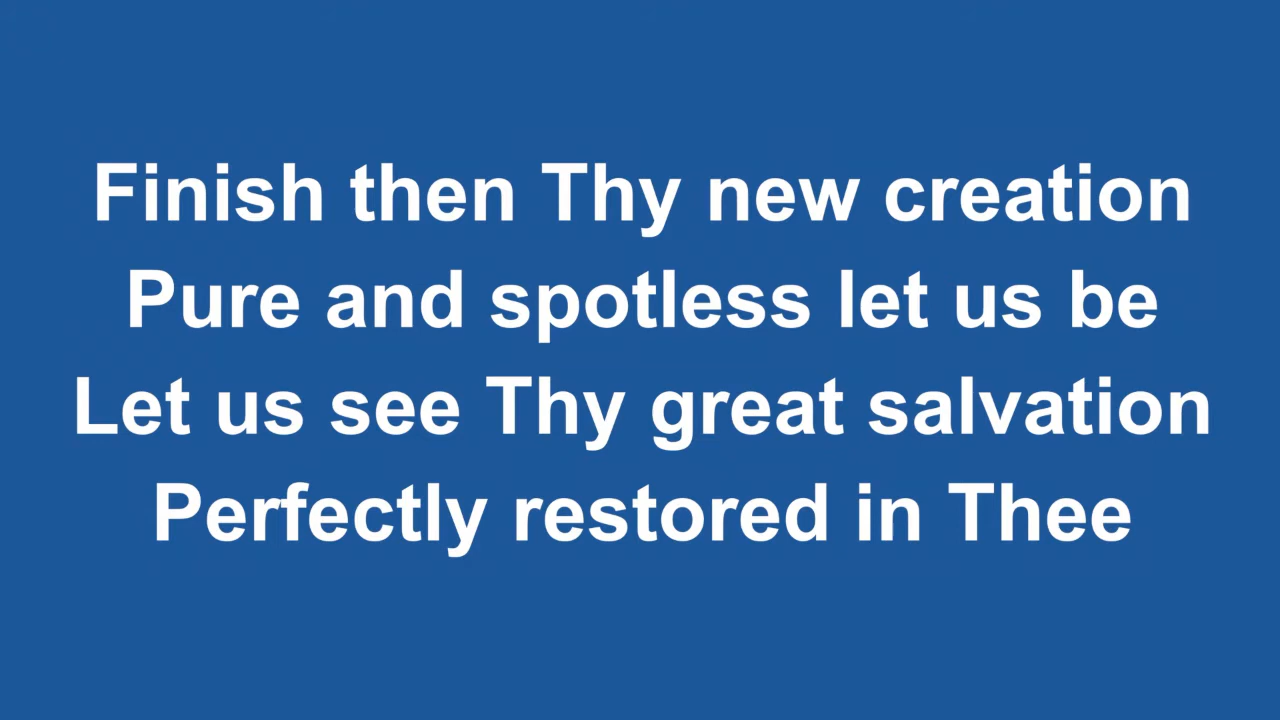 Finish then Thy new creation
Pure and spotless let us be
Let us see Thy great salvation
Perfectly restored in Thee